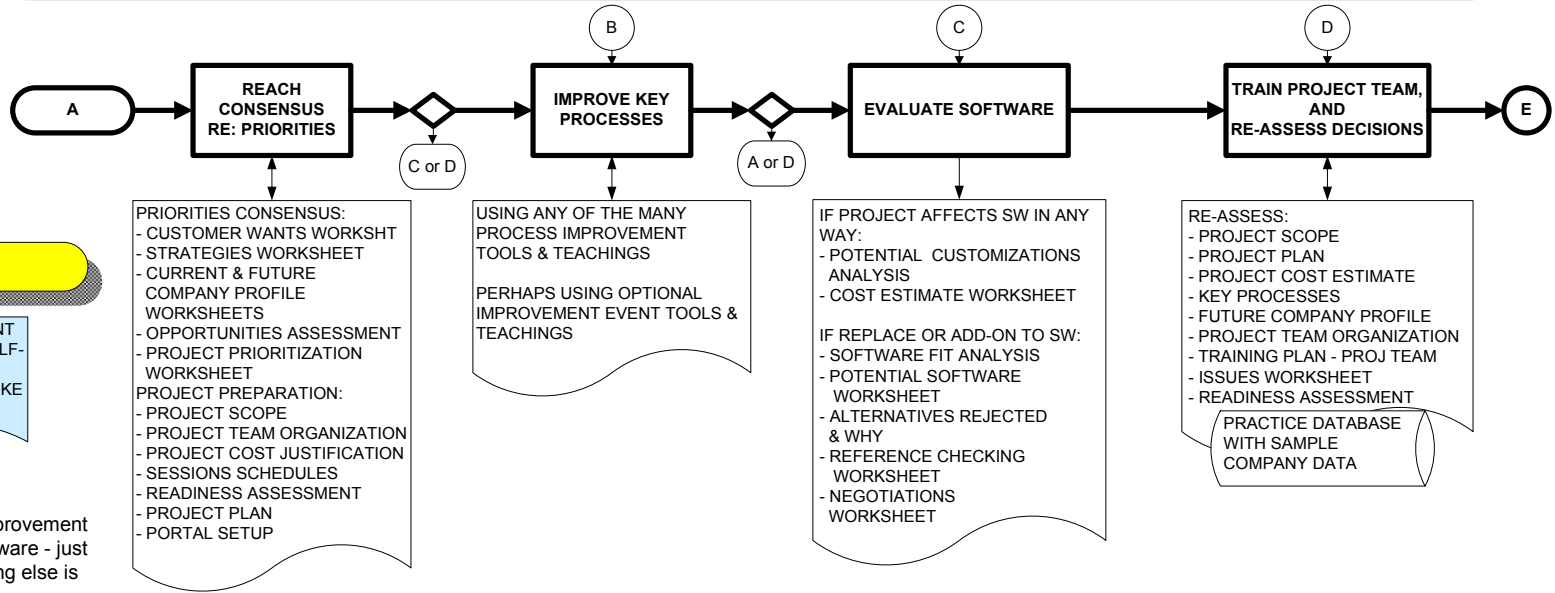 B
C
D
A
REACH
CONSENSUS
RE: PRIORITIES
IMPROVE KEY
PROCESSES
EVALUATE SOFTWARE
TRAIN PROJECT TEAM,
AND
RE-ASSESS DECISIONS
E
C or D
A or D
PRIORITIES CONSENSUS:
- CUSTOMER WANTS WORKSHT
- STRATEGIES WORKSHEET
- CURRENT & FUTURE
COMPANY PROFILE
WORKSHEETS
- OPPORTUNITIES ASSESSMENT
- PROJECT PRIORITIZATION
WORKSHEET
PROJECT PREPARATION:
- PROJECT SCOPE
- PROJECT TEAM ORGANIZATION
- PROJECT COST JUSTIFICATION
- SESSIONS SCHEDULES
- READINESS ASSESSMENT
- PROJECT PLAN
- PORTAL SETUP
USING ANY OF THE MANY
PROCESS IMPROVEMENT
TOOLS & TEACHINGS
PERHAPS USING OPTIONAL
IMPROVEMENT EVENT TOOLS &
TEACHINGS
IF PROJECT AFFECTS SW IN ANY
WAY:
- POTENTIAL CUSTOMIZATIONS
ANALYSIS
- COST ESTIMATE WORKSHEET
IF REPLACE OR ADD-ON TO SW:
- SOFTWARE FIT ANALYSIS
- POTENTIAL SOFTWARE
WORKSHEET
- ALTERNATIVES REJECTED
& WHY
- REFERENCE CHECKING
WORKSHEET
- NEGOTIATIONS
WORKSHEET
RE-ASSESS:
- PROJECT SCOPE
- PROJECT PLAN
- PROJECT COST ESTIMATE
- KEY PROCESSES
- FUTURE COMPANY PROFILE
- PROJECT TEAM ORGANIZATION
- TRAINING PLAN - PROJ TEAM
- ISSUES WORKSHEET
- READINESS ASSESSMENT
PRACTICE DATABASE
WITH SAMPLE
COMPANY DATA
NT
LF-
KE
provement
ware - just
ng else is